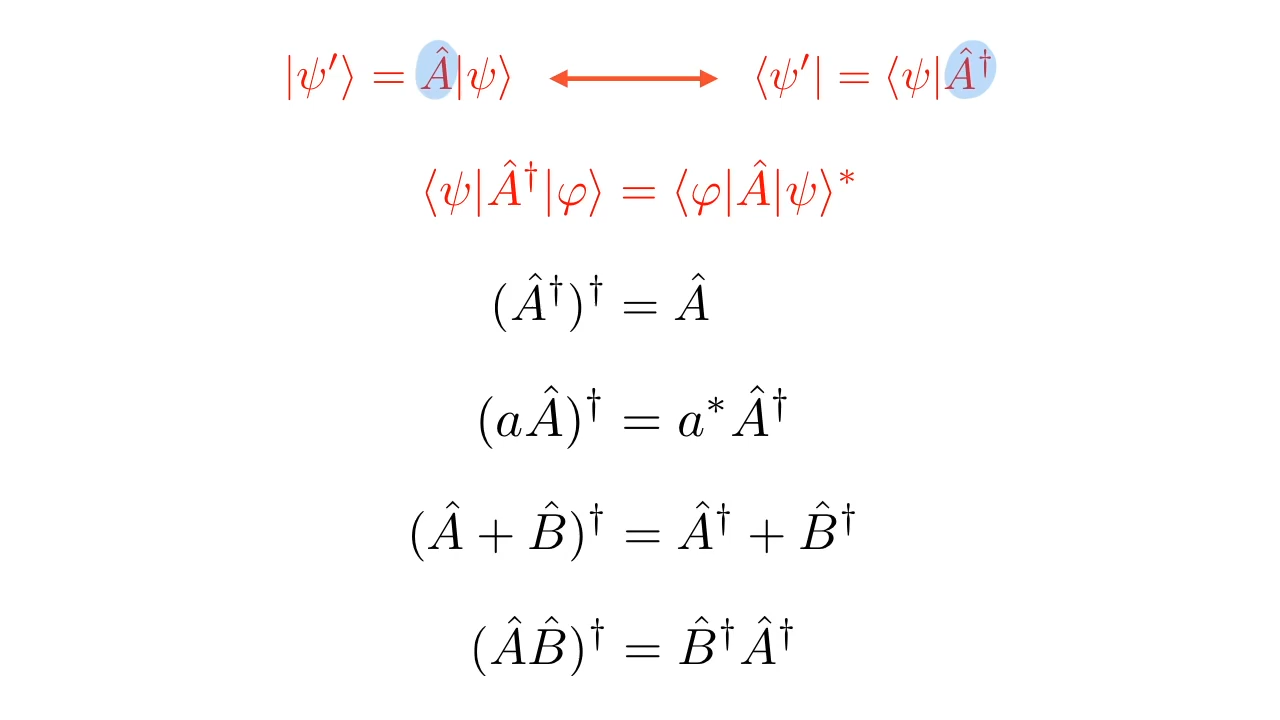 |ψ′⟩ = Â|ψ⟩ ⟷ ⟨ψ′| = ⟨ψ|Â†
⟨ψ|Â†|φ⟩ = ⟨φ|Â|ψ⟩*
(Â†)† = Â
(aÂ)† = a*Â†
(Â + B̂)† = Â† + B̂†
(ÂB̂)† = B̂†Â†